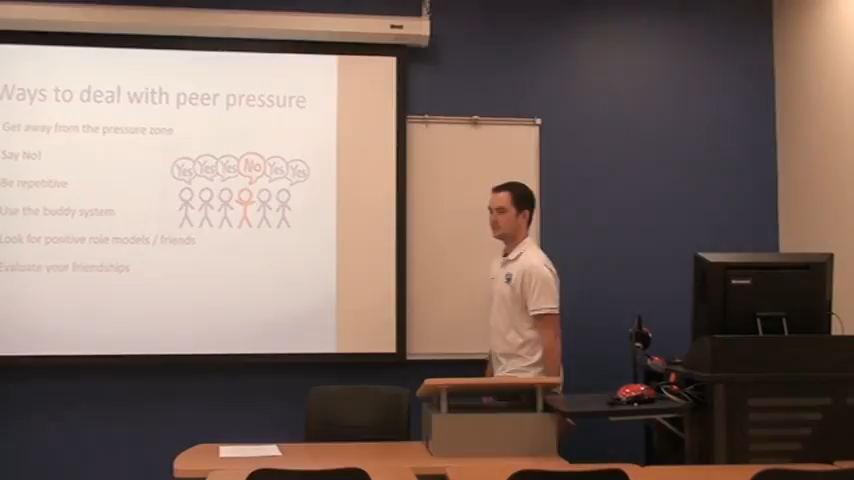 Ways to deal with peer pressure
Get away from the pressure zone
Say No!
Be repetitive
Use the buddy system
Look for positive role models / friends
Evaluate your friendships
Yes Yes Yes No Yes Yes
lenovo